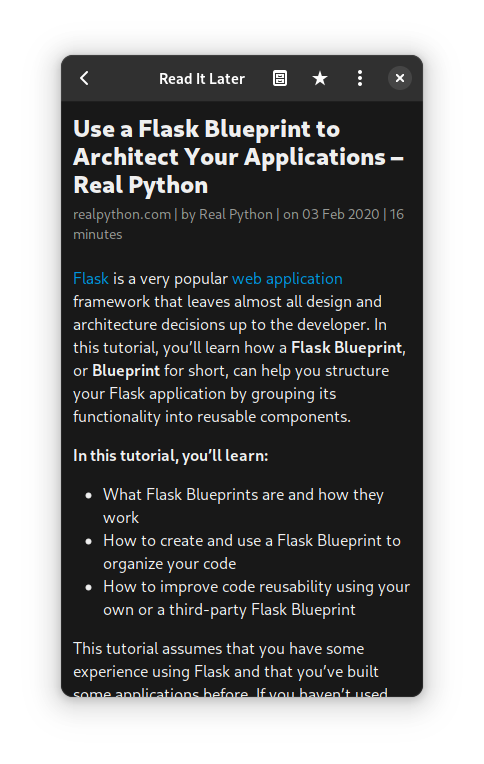 Read It Later
Use a Flask Blueprint to
Architect Your Applications –
Real Python
realpython.com | by Real Python | on 03 Feb 2020 | 16
minutes
Flask is a very popular web application
framework that leaves almost all design and
architecture decisions up to the developer. In
this tutorial, you’ll learn how a Flask Blueprint,
or Blueprint for short, can help you structure
your Flask application by grouping its
functionality into reusable components.
In this tutorial, you’ll learn:
• What Flask Blueprints are and how they
work
• How to create and use a Flask Blueprint to
organize your code
• How to improve code reusability using your
own or a third-party Flask Blueprint
This tutorial assumes that you have some
experience using Flask and that you’ve built
some applications before. If you haven’t used